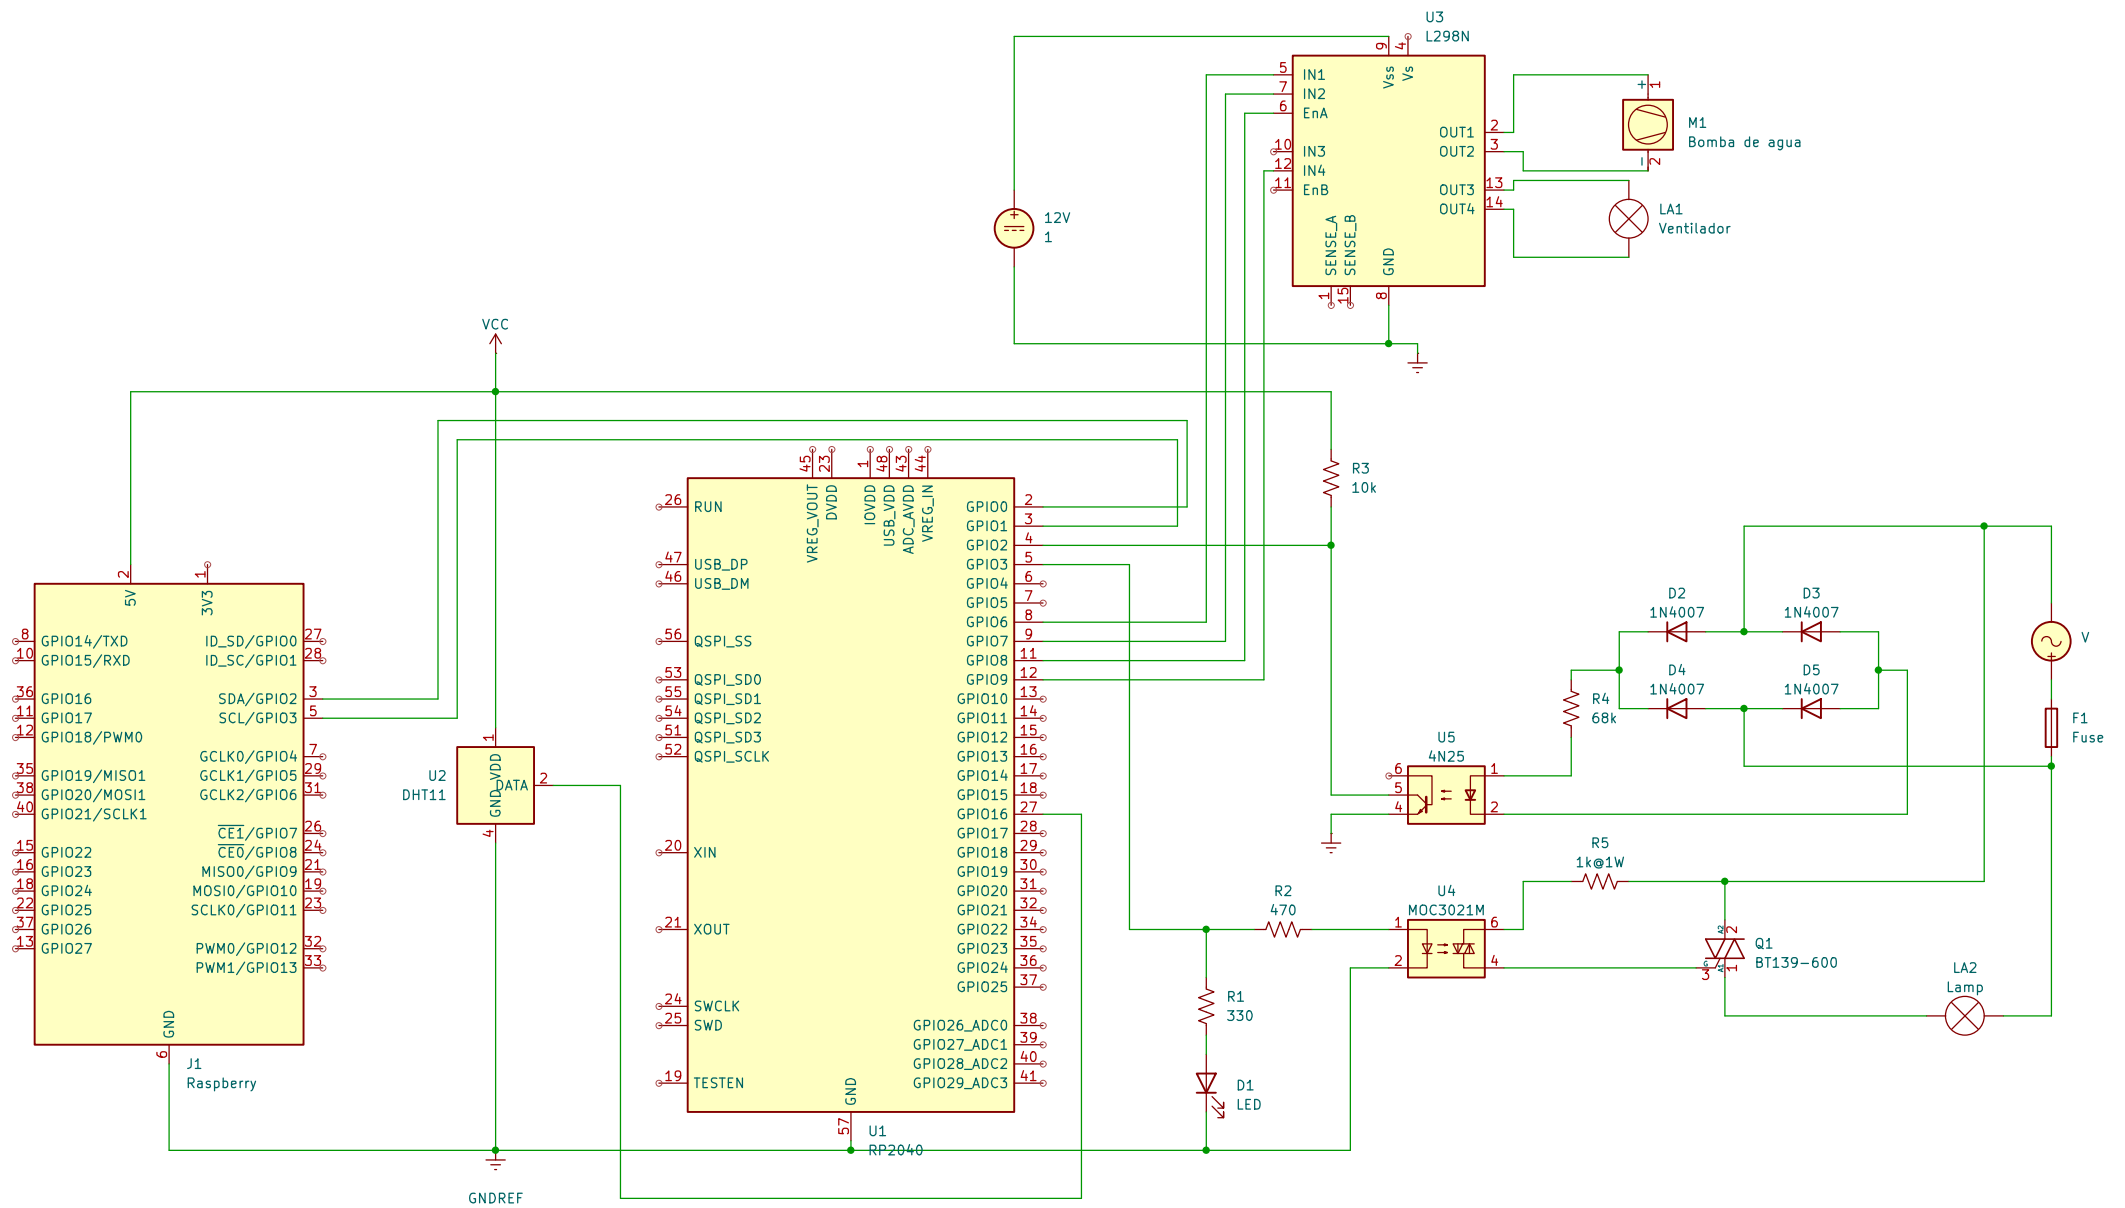 U3
L298N
9
4
Vss
Vs
5
IN1
7
IN2
6
EnA
10
IN3
12
IN4
11
EnB
OUT1
2
OUT2
3
OUT3
13
OUT4
14
SENSE_A
SENSE_B
GND
1
15
8
+
1
M1
Bomba de agua
−
2
LA1
Ventilador
+
12V
1
VCC
R3
10k
2
1
5V
3V3
8
GPIO14/TXD
10
GPIO15/RXD
36
GPIO16
11
GPIO17
12
GPIO18/PWM0
35
GPIO19/MISO1
38
GPIO20/MOSI1
40
GPIO21/SCLK1
15
GPIO22
16
GPIO23
18
GPIO24
22
GPIO25
37
GPIO26
13
GPIO27
ID_SD/GPIO0
27
ID_SC/GPIO1
28
SDA/GPIO2
3
SCL/GPIO3
5
GCLK0/GPIO4
7
GCLK1/GPIO5
29
GCLK2/GPIO6
31
CE1/GPIO7
26
CE0/GPIO8
24
MISO0/GPIO9
21
MOSI0/GPIO10
19
SCLK0/GPIO11
23
PWM0/GPIO12
32
PWM1/GPIO13
33
GND
6
J1
Raspberry
1
VDD
U2
DHT11
DATA
2
GND
4
GNDREF
45
23
1
48
43
44
VREG_VOUT
DVDD
IOVDD
USB_VDD
ADC_AVDD
VREG_IN
26
RUN
47
USB_DP
46
USB_DM
56
QSPI_SS
53
QSPI_SD0
55
QSPI_SD1
54
QSPI_SD2
51
QSPI_SD3
52
QSPI_SCLK
20
XIN
21
XOUT
24
SWCLK
25
SWD
19
TESTEN
GPIO0
2
GPIO1
3
GPIO2
4
GPIO3
5
GPIO4
6
GPIO5
7
GPIO6
8
GPIO7
9
GPIO8
11
GPIO9
12
GPIO10
13
GPIO11
14
GPIO12
15
GPIO13
16
GPIO14
17
GPIO15
18
GPIO16
27
GPIO17
28
GPIO18
29
GPIO19
30
GPIO20
31
GPIO21
32
GPIO22
34
GPIO23
35
GPIO24
36
GPIO25
37
GPIO26_ADC0
38
GPIO27_ADC1
39
GPIO28_ADC2
40
GPIO29_ADC3
41
GND
57
U1
RP2040
D2
1N4007
D3
1N4007
D4
1N4007
D5
1N4007
R4
68k
V
+
F1
Fuse
U5
4N25
6
5
4
1
2
R5
1k@1W
R2
470
U4
MOC3021M
1
2
6
4
A2
2
Q1
BT139-600
G
3
A1
1
LA2
Lamp
R1
330
D1
LED